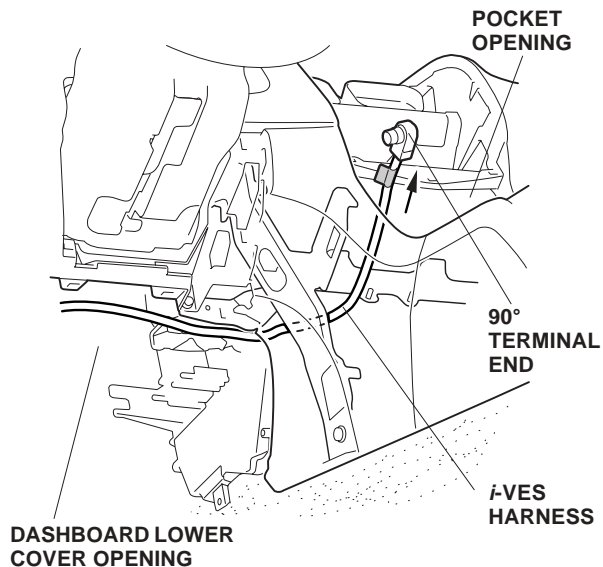 POCKET
OPENING
90°
TERMINAL
END
i-VES
HARNESS
DASHBOARD LOWER
COVER OPENING